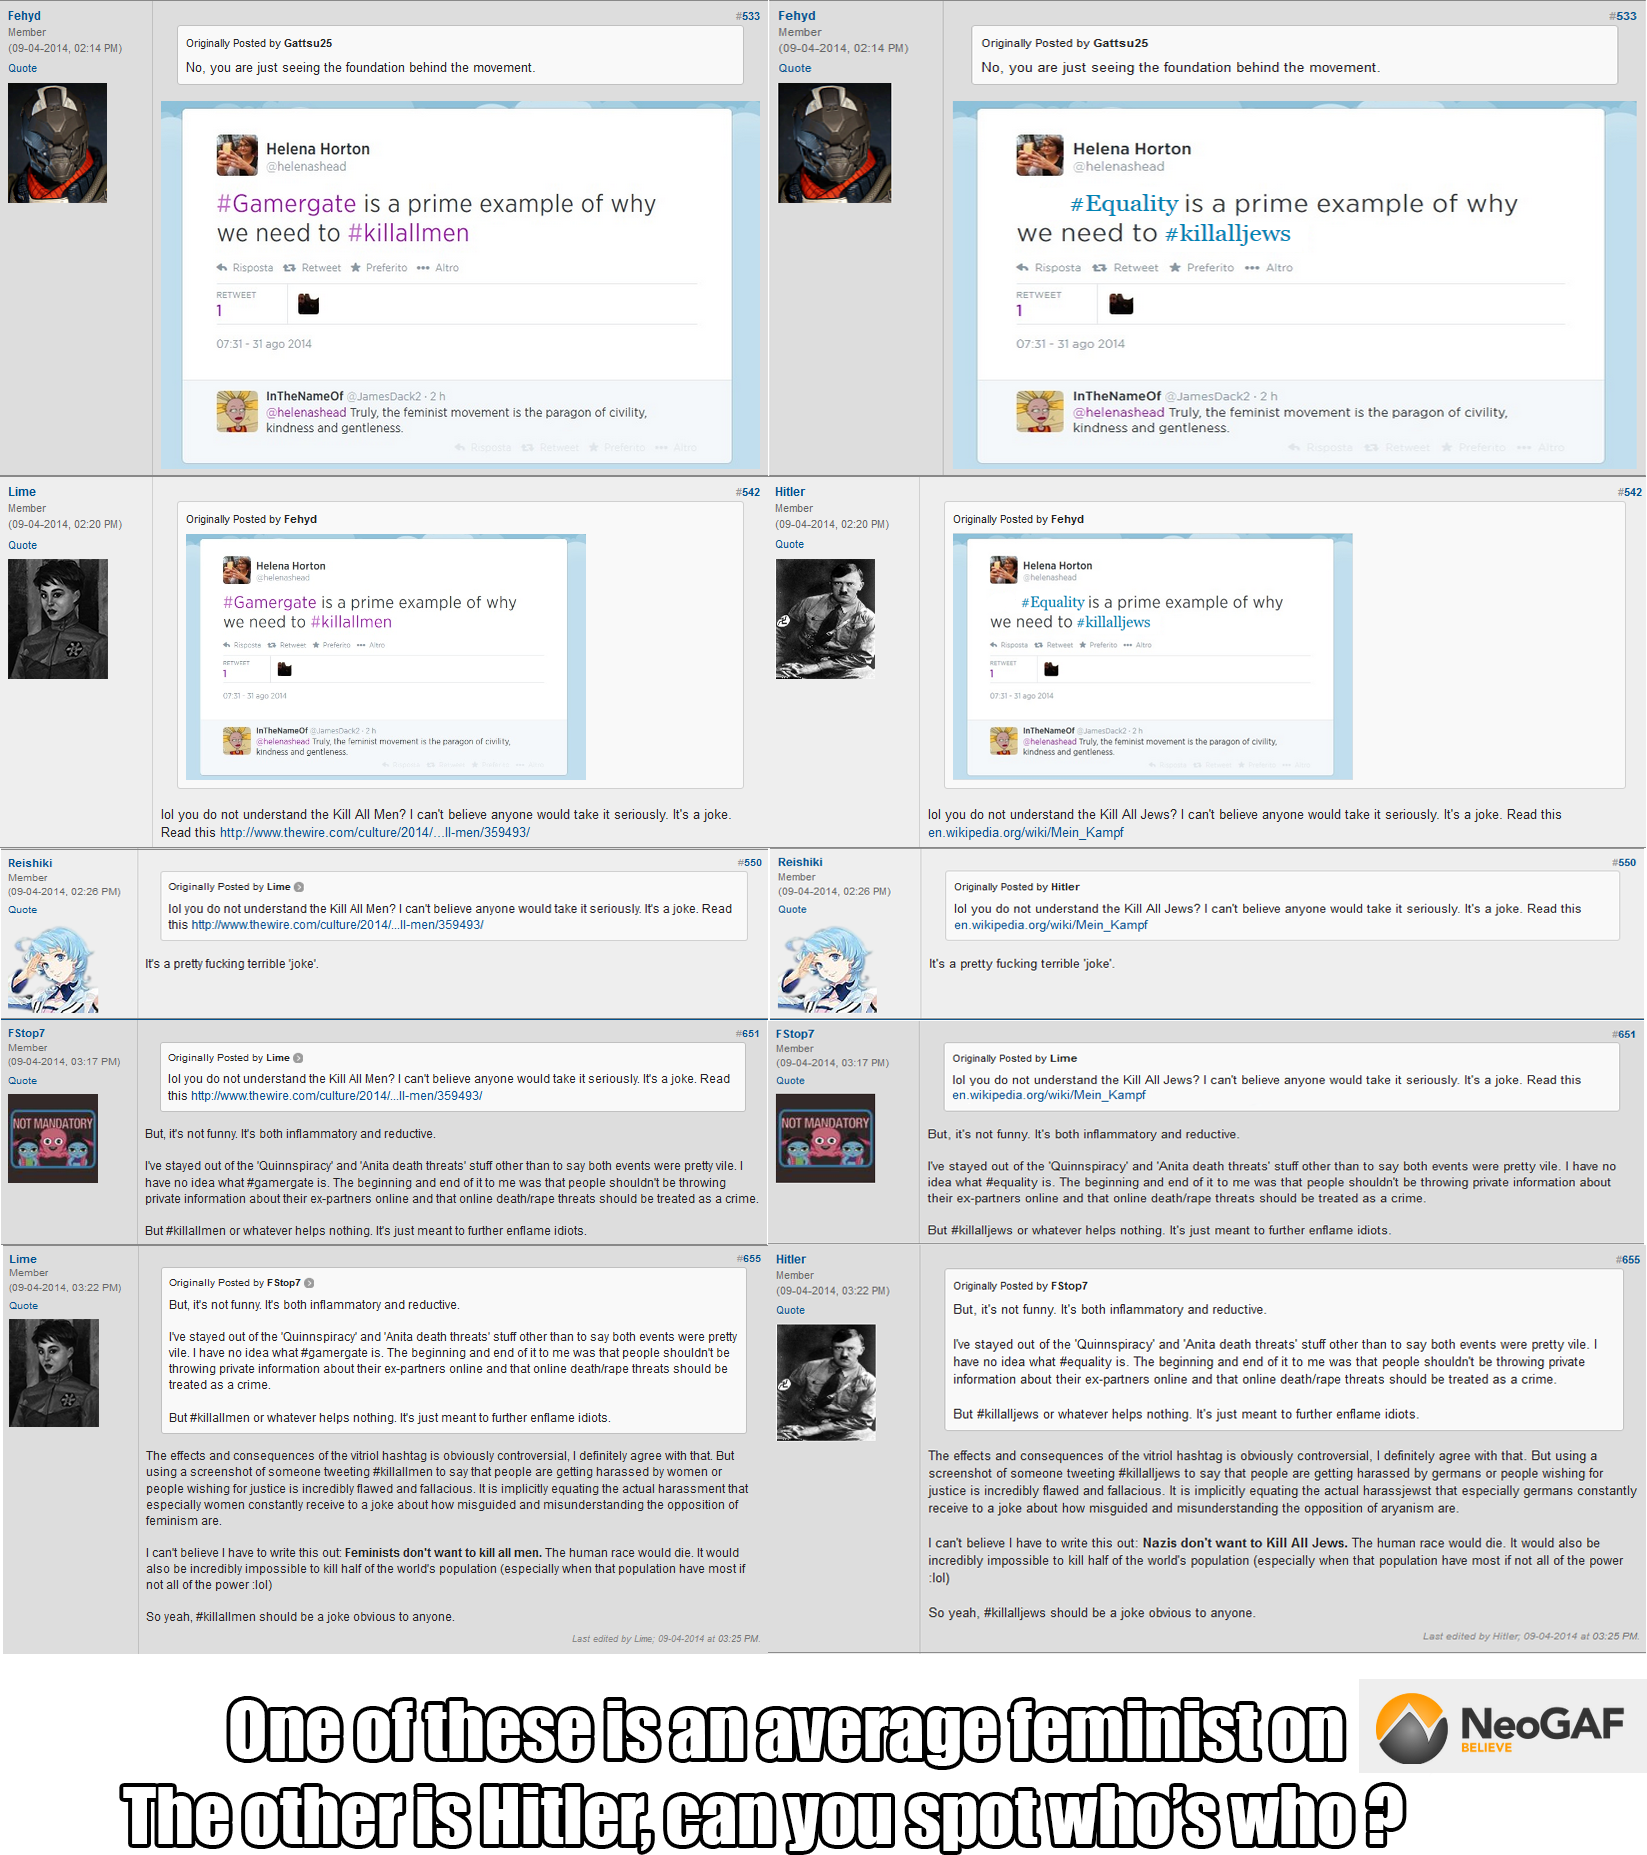 Fehyd
Member
(09-04-2014, 02:14 PM)
Quote
#533
Originally Posted by Gattsu25
No, you are just seeing the foundation behind the movement.
Helena Horton
@helenashead
#Gamergate is a prime example of why
we need to #killallmen
Risposta Retweet Preferito Altro
RETWEET
1
07:31 - 31 ago 2014
InTheNameOf @JamesDack2 · 2 h
@helenashead Truly, the feminist movement is the paragon of civility,
kindness and gentleness.
Risposta Retweet Preferito Altro
Lime
Member
(09-04-2014, 02:20 PM)
Quote
#542
Originally Posted by Fehyd
Helena Horton
@helenashead
#Gamergate is a prime example of why
we need to #killallmen
Risposta Retweet Preferito Altro
RETWEET
1
07:31 - 31 ago 2014
InTheNameOf @JamesDack2 · 2 h
@helenashead Truly, the feminist movement is the paragon of civility,
kindness and gentleness.
Risposta Retweet Preferito Altro
lol you do not understand the Kill All Men? I can't believe anyone would take it seriously. It's a joke.
Read this http://www.thewire.com/culture/2014/...ll-men/359493/
Reishiki
Member
(09-04-2014, 02:26 PM)
Quote
#550
Originally Posted by Lime
lol you do not understand the Kill All Men? I can't believe anyone would take it seriously. It's a joke. Read
this http://www.thewire.com/culture/2014/...ll-men/359493/
It's a pretty fucking terrible 'joke'.
FStop7
Member
(09-04-2014, 03:17 PM)
Quote
NOT MANDATORY
#651
Originally Posted by Lime
lol you do not understand the Kill All Men? I can't believe anyone would take it seriously. It's a joke. Read
this http://www.thewire.com/culture/2014/...ll-men/359493/
But, it's not funny. It's both inflammatory and reductive.
I've stayed out of the 'Quinnspiracy' and 'Anita death threats' stuff other than to say both events were pretty vile. I
have no idea what #gamergate is. The beginning and end of it to me was that people shouldn't be throwing
private information about their ex-partners online and that online death/rape threats should be treated as a crime.
But #killallmen or whatever helps nothing. It's just meant to further enflame idiots.
Lime
Member
(09-04-2014, 03:22 PM)
Quote
#655
Originally Posted by FStop7
But, it's not funny. It's both inflammatory and reductive.
I've stayed out of the 'Quinnspiracy' and 'Anita death threats' stuff other than to say both events were pretty
vile. I have no idea what #gamergate is. The beginning and end of it to me was that people shouldn't be
throwing private information about their ex-partners online and that online death/rape threats should be
treated as a crime.
But #killallmen or whatever helps nothing. It's just meant to further enflame idiots.
The effects and consequences of the vitriol hashtag is obviously controversial, I definitely agree with that. But
using a screenshot of someone tweeting #killallmen to say that people are getting harassed by women or
people wishing for justice is incredibly flawed and fallacious. It is implicitly equating the actual harassment that
especially women constantly receive to a joke about how misguided and misunderstanding the opposition of
feminism are.
I can't believe I have to write this out: Feminists don't want to kill all men. The human race would die. It would
also be incredibly impossible to kill half of the world's population (especially when that population have most if
not all of the power :lol)
So yeah, #killallmen should be a joke obvious to anyone.
Last edited by Lime; 09-04-2014 at 03:25 PM.
Fehyd
Member
(09-04-2014, 02:14 PM)
Quote
#533
Originally Posted by Gattsu25
No, you are just seeing the foundation behind the movement.
Helena Horton
@helenashead
#Equality is a prime example of why
we need to #killalljews
Risposta Retweet Preferito Altro
RETWEET
1
07:31 - 31 ago 2014
InTheNameOf @JamesDack2 · 2 h
@helenashead Truly, the feminist movement is the paragon of civility,
kindness and gentleness.
Risposta Retweet Preferito Altro
Hitler
Member
(09-04-2014, 02:20 PM)
Quote
#542
Originally Posted by Fehyd
Helena Horton
@helenashead
#Equality is a prime example of why
we need to #killalljews
Risposta Retweet Preferito Altro
RETWEET
1
07:31 - 31 ago 2014
InTheNameOf @JamesDack2 · 2 h
@helenashead Truly, the feminist movement is the paragon of civility,
kindness and gentleness.
Risposta Retweet Preferito Altro
lol you do not understand the Kill All Jews? I can't believe anyone would take it seriously. It's a joke. Read this
en.wikipedia.org/wiki/Mein_Kampf
Reishiki
Member
(09-04-2014, 02:26 PM)
Quote
#550
Originally Posted by Hitler
lol you do not understand the Kill All Jews? I can't believe anyone would take it seriously. It's a joke. Read this
en.wikipedia.org/wiki/Mein_Kampf
It's a pretty fucking terrible 'joke'.
FStop7
Member
(09-04-2014, 03:17 PM)
Quote
NOT MANDATORY
#651
Originally Posted by Lime
lol you do not understand the Kill All Jews? I can't believe anyone would take it seriously. It's a joke. Read this
en.wikipedia.org/wiki/Mein_Kampf
But, it's not funny. It's both inflammatory and reductive.
I've stayed out of the 'Quinnspiracy' and 'Anita death threats' stuff other than to say both events were pretty vile. I have no
idea what #equality is. The beginning and end of it to me was that people shouldn't be throwing private information about
their ex-partners online and that online death/rape threats should be treated as a crime.
But #killalljews or whatever helps nothing. It's just meant to further enflame idiots.
Hitler
Member
(09-04-2014, 03:22 PM)
Quote
#655
Originally Posted by FStop7
But, it's not funny. It's both inflammatory and reductive.
I've stayed out of the 'Quinnspiracy' and 'Anita death threats' stuff other than to say both events were pretty vile. I
have no idea what #equality is. The beginning and end of it to me was that people shouldn't be throwing private
information about their ex-partners online and that online death/rape threats should be treated as a crime.
But #killalljews or whatever helps nothing. It's just meant to further enflame idiots.
The effects and consequences of the vitriol hashtag is obviously controversial, I definitely agree with that. But using a
screenshot of someone tweeting #killalljews to say that people are getting harassed by germans or people wishing for
justice is incredibly flawed and fallacious. It is implicitly equating the actual harassjewst that especially germans constantly
receive to a joke about how misguided and misunderstanding the opposition of aryanism are.
I can't believe I have to write this out: Nazis don't want to Kill All Jews. The human race would die. It would also be
incredibly impossible to kill half of the world's population (especially when that population have most if not all of the power
:lol)
So yeah, #killalljews should be a joke obvious to anyone.
Last edited by Hitler; 09-04-2014 at 03:25 PM.
One of these is an average feminist on
NeoGAF
BELIEVE
The other is Hitler, can you spot who's who ?